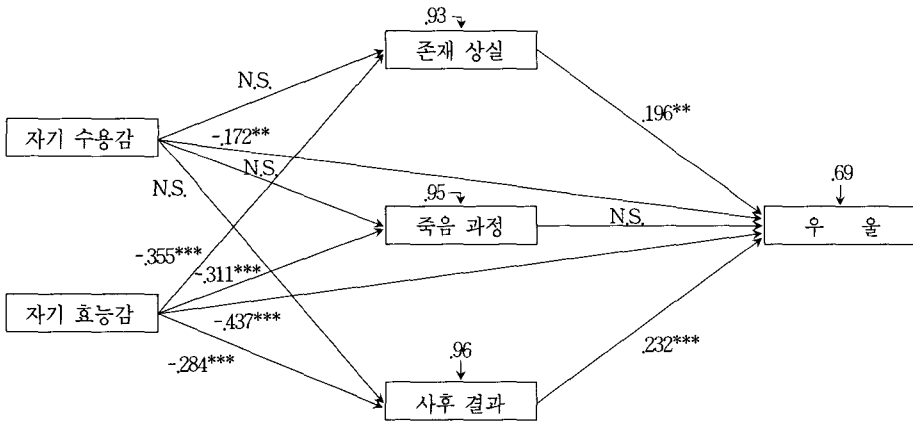 .93
존재 상실
N.S.
.196**
자기 수용감
-.172**
N.S.
N.S.
.95
.69
죽음 과정
N.S.
우 울
-.355***
-.311***
자기 효능감
-.437***
-.284***
.232***
.96
사후 결과